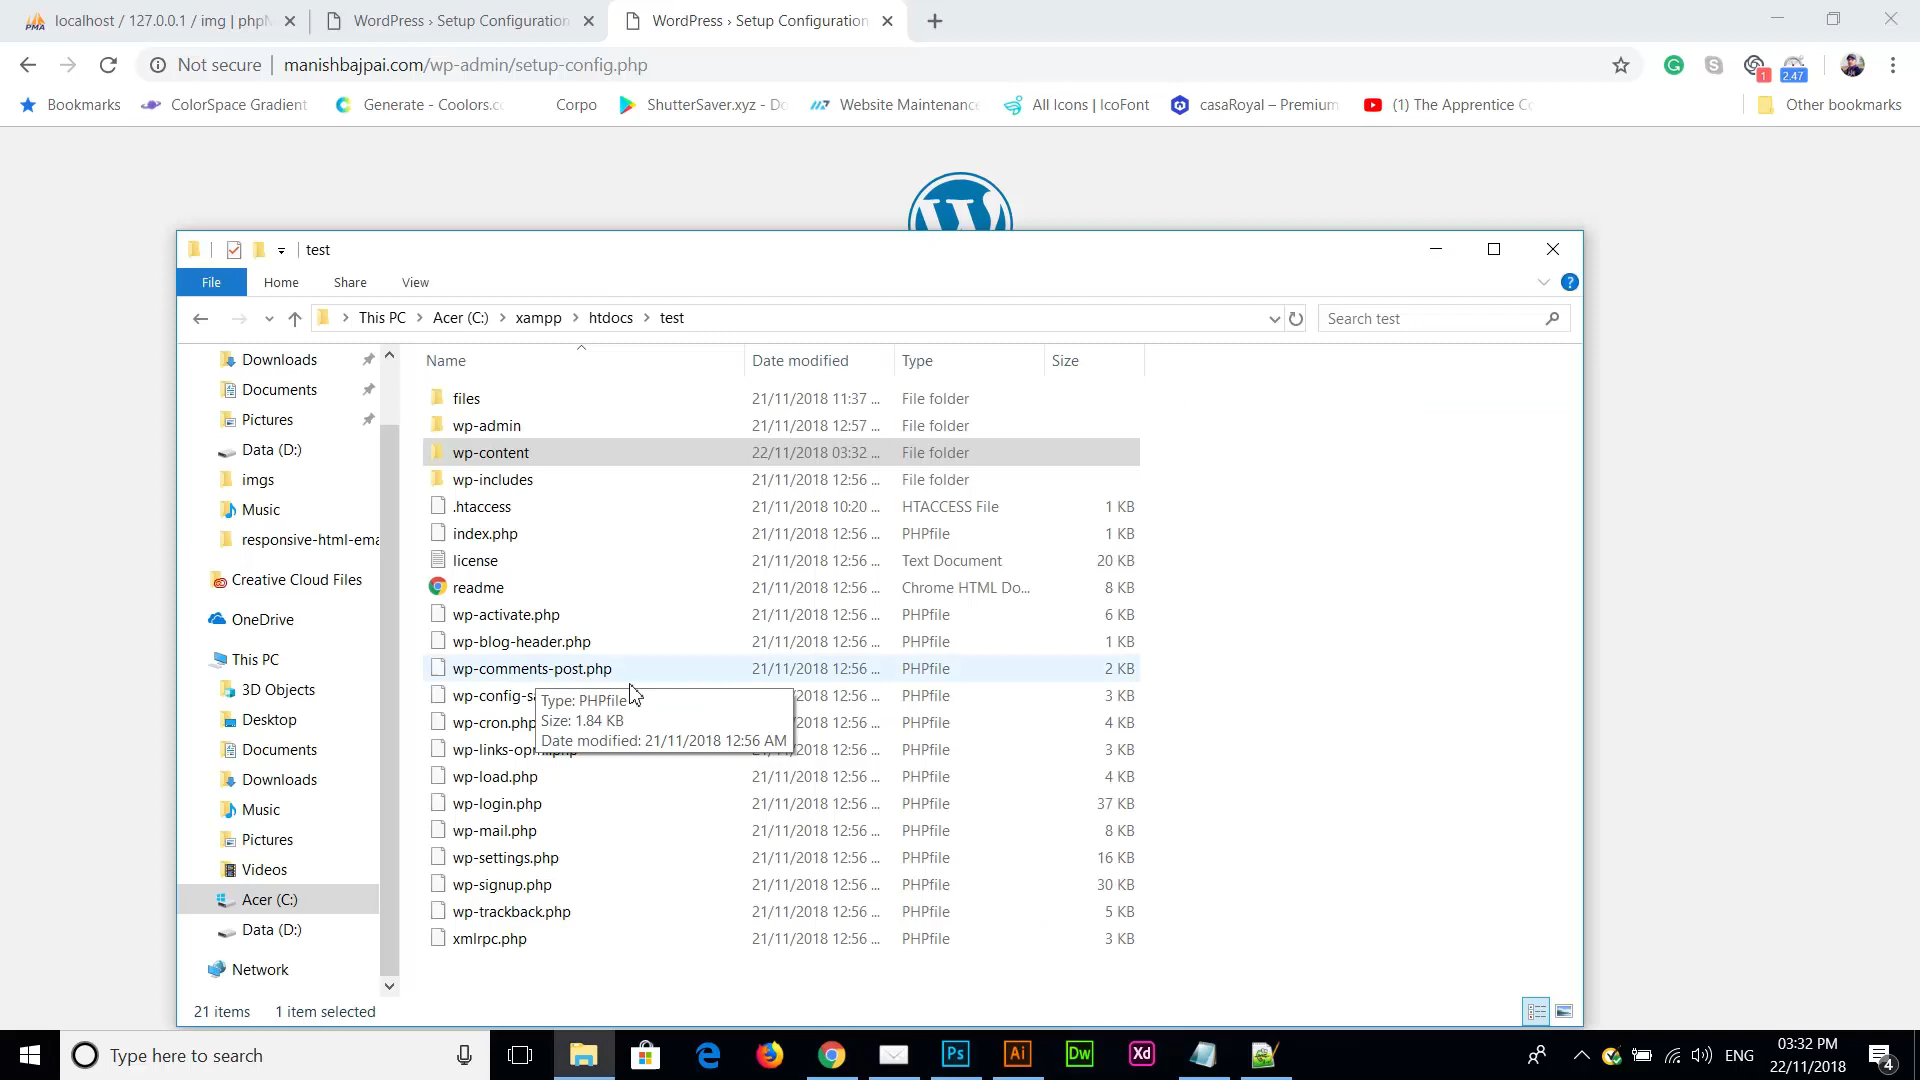 localhost / 127.0.0.1 / img | phpM
WordPress › Setup Configuration
WordPress › Setup Configuration
Not secure | manishbajpai.com/wp-admin/setup-config.php
1
2.47
Bookmarks
ColorSpace Gradient
Generate - Coolors.co
Corpo
ShutterSaver.xyz - Do
Website Maintenance
All Icons | IcoFont
casaRoyal – Premium
(1) The Apprentice Co
Other bookmarks
test
File Home Share View
This PC › Acer (C:) › xampp › htdocs › test
Search test
Downloads
Documents
Pictures
Data (D:)
imgs
Music
responsive-html-ema
Creative Cloud Files
OneDrive
This PC
3D Objects
Desktop
Documents
Downloads
Music
Pictures
Videos
Acer (C:)
Data (D:)
Network
Name Date modified Type Size
files 21/11/2018 11:37 ... File folder
wp-admin 21/11/2018 12:57 ... File folder
wp-content 22/11/2018 03:32 ... File folder
wp-includes 21/11/2018 12:56 ... File folder
.htaccess 21/11/2018 10:20 ... HTACCESS File 1 KB
index.php 21/11/2018 12:56 ... PHPfile 1 KB
license 21/11/2018 12:56 ... Text Document 20 KB
readme 21/11/2018 12:56 ... Chrome HTML Do... 8 KB
wp-activate.php 21/11/2018 12:56 ... PHPfile 6 KB
wp-blog-header.php 21/11/2018 12:56 ... PHPfile 1 KB
wp-comments-post.php 21/11/2018 12:56 ... PHPfile 2 KB
wp-config-sa /11/2018 12:56 ... PHPfile 3 KB
wp-cron.php /11/2018 12:56 ... PHPfile 4 KB
wp-links-opml.php 21/11/2018 12:56 ... PHPfile 3 KB
Type: PHPfile
Size: 1.84 KB
Date modified: 21/11/2018 12:56 AM
wp-load.php 21/11/2018 12:56 ... PHPfile 4 KB
wp-login.php 21/11/2018 12:56 ... PHPfile 37 KB
wp-mail.php 21/11/2018 12:56 ... PHPfile 8 KB
wp-settings.php 21/11/2018 12:56 ... PHPfile 16 KB
wp-signup.php 21/11/2018 12:56 ... PHPfile 30 KB
wp-trackback.php 21/11/2018 12:56 ... PHPfile 5 KB
xmlrpc.php 21/11/2018 12:56 ... PHPfile 3 KB
21 items 1 item selected
Type here to search
Ps
Ai
Dw
Xd
ENG
03:32 PM
22/11/2018
4